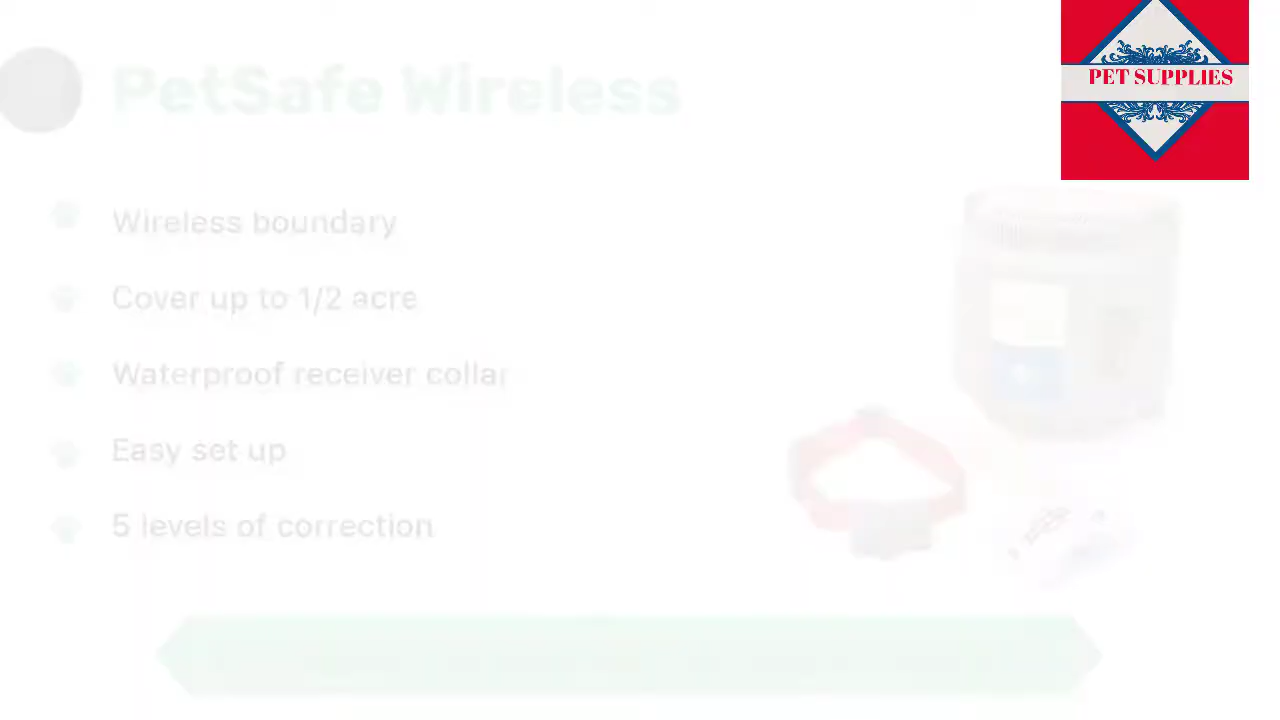 PetSafe Wireless
PET SUPPLIES
Wireless boundary
Cover up to 1/2 acre
Waterproof receiver collar
Easy set up
5 levels of correction